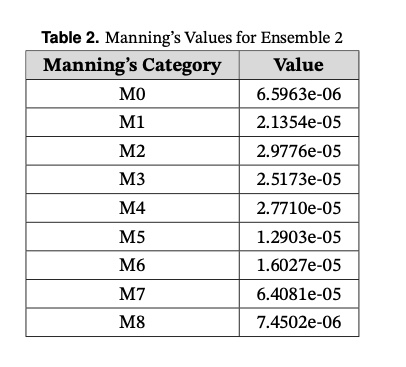 Table 2. Manning's Values for Ensemble 2
Manning's Category Value
M0 6.5963e-06
M1 2.1354e-05
M2 2.9776e-05
M3 2.5173e-05
M4 2.7710e-05
M5 1.2903e-05
M6 1.6027e-05
M7 6.4081e-05
M8 7.4502e-06